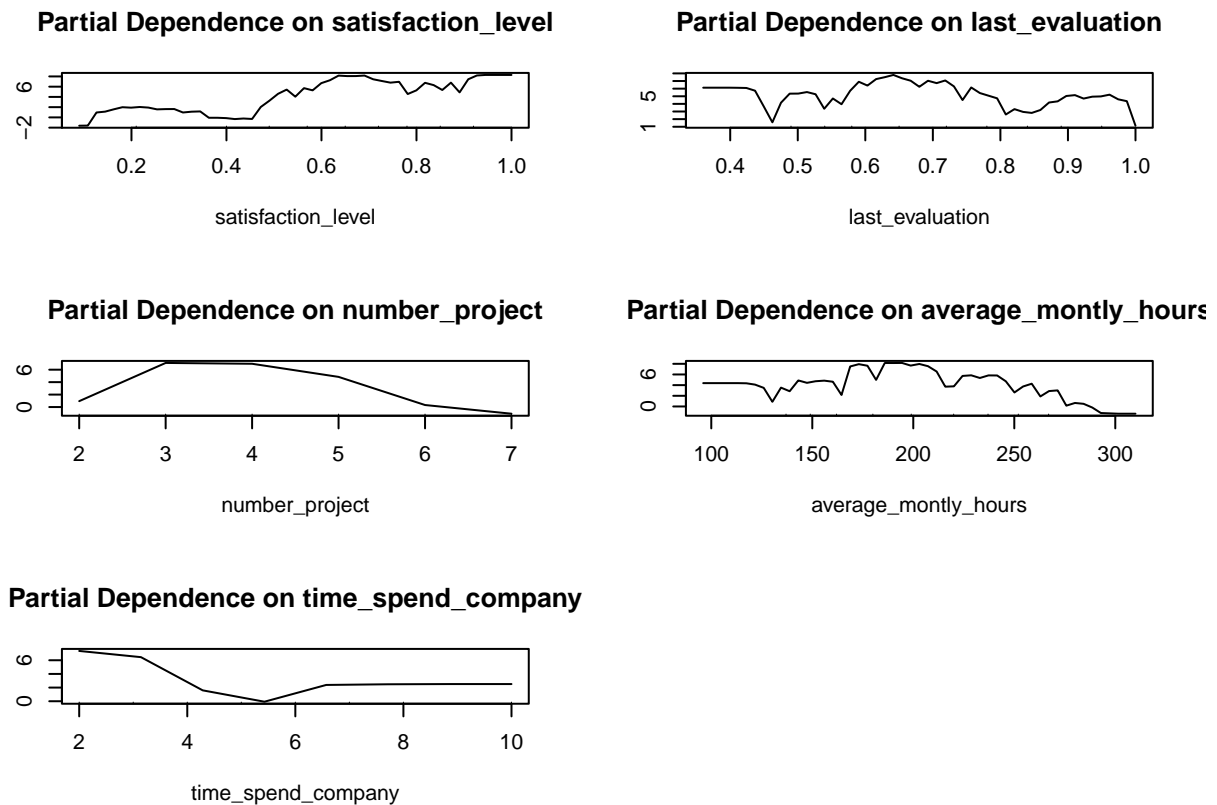 Partial Dependence on satisfaction_level
-2 6
0.2 0.4 0.6 0.8 1.0
satisfaction_level
Partial Dependence on last_evaluation
1 5
0.4 0.5 0.6 0.7 0.8 0.9 1.0
last_evaluation
Partial Dependence on number_project
0 6
2 3 4 5 6 7
number_project
Partial Dependence on average_montly_hours
0 6
100 150 200 250 300
average_montly_hours
Partial Dependence on time_spend_company
0 6
2 4 6 8 10
time_spend_company